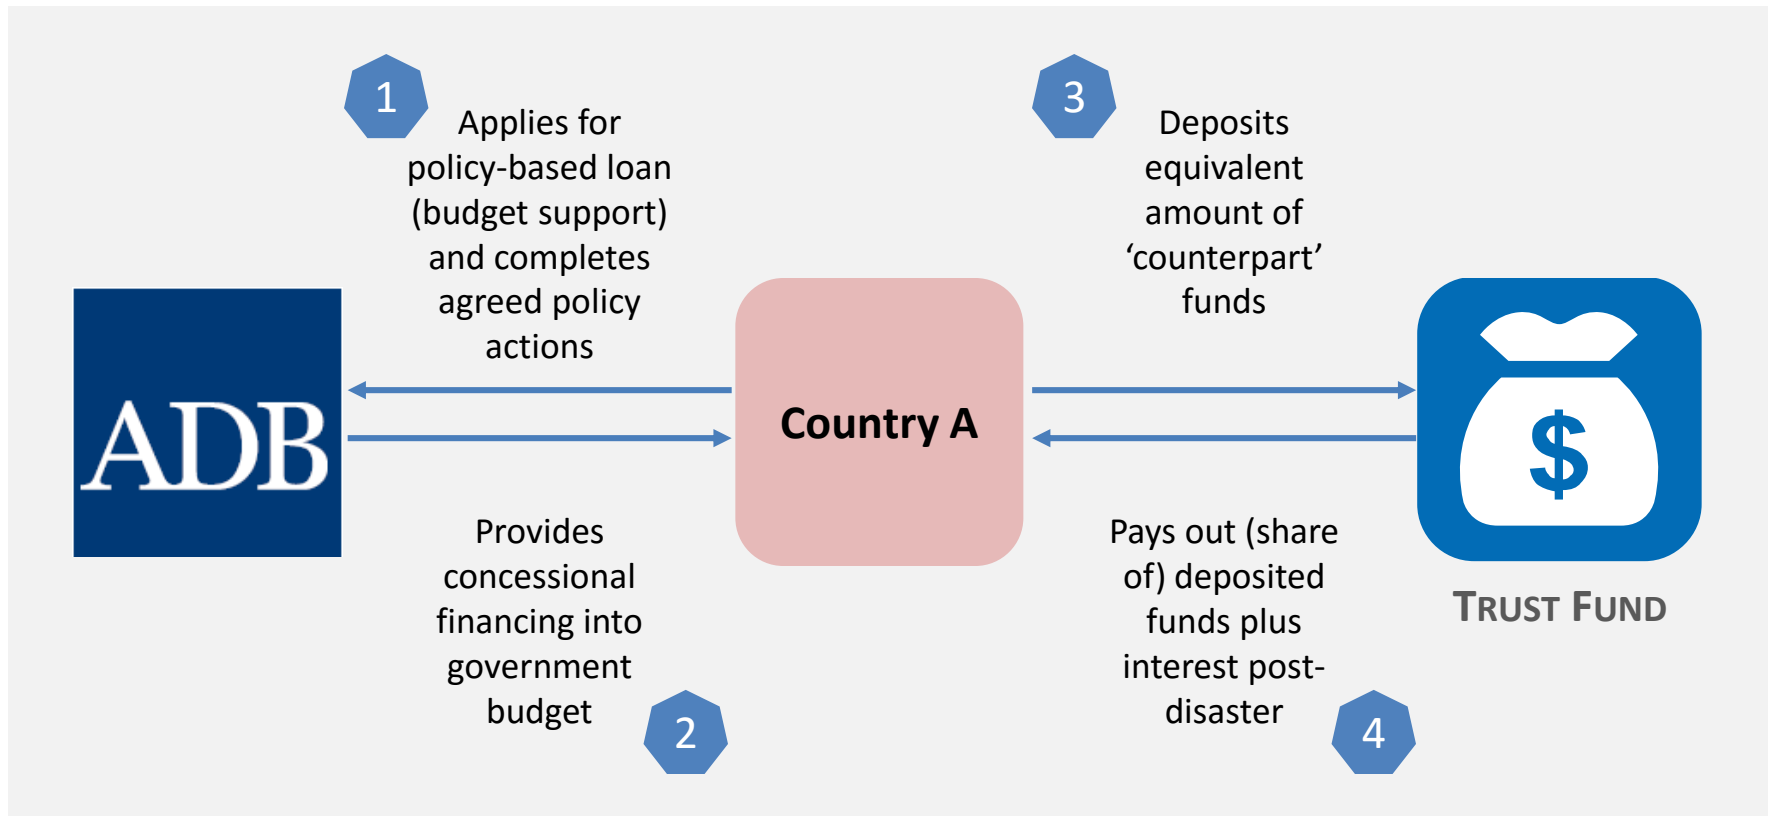 1
Applies for
policy-based loan
(budget support)
and completes
agreed policy
actions
ADB
Provides
concessional
financing into
government
budget
2
Country A
3
Deposits
equivalent
amount of
‘counterpart’
funds
Pays out (share
of) deposited
funds plus
interest post-
disaster
4
$
TRUST FUND